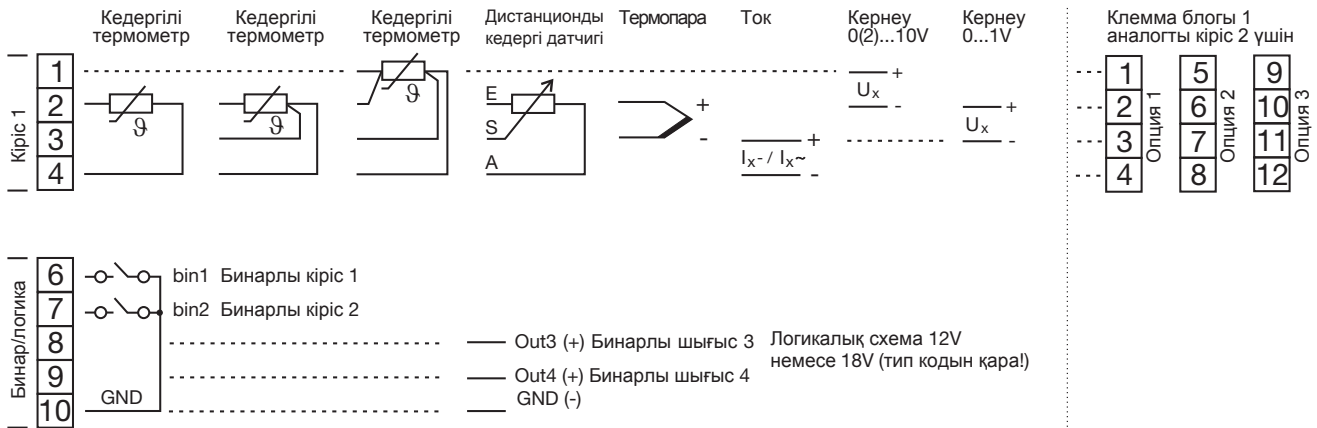 Кедергілі термометр
Кедергілі термометр
Кедергілі термометр
Дистанционды кедергі датчигі
Термопара
Ток
Кернеу 0(2)...10V
Кернеу 0...1V
Клемма блогы 1 аналогты кіріс 2 үшін
Кіріс 1
1
2
3
4
ϑ
ϑ
ϑ
E
S
A
+
-
+
Ix- / Ix~
-
+
Ux
-
+
Ux
-
1
2
3
4
Опция 1
5
6
7
8
Опция 2
9
10
11
12
Опция 3
Бинар/логика
6
7
8
9
10
bin1 Бинарлы кіріс 1
bin2 Бинарлы кіріс 2
GND
Out3 (+) Бинарлы шығыс 3
Out4 (+) Бинарлы шығыс 4
GND (-)
Логикалық схема 12V
немесе 18V (тип кодын қара!)